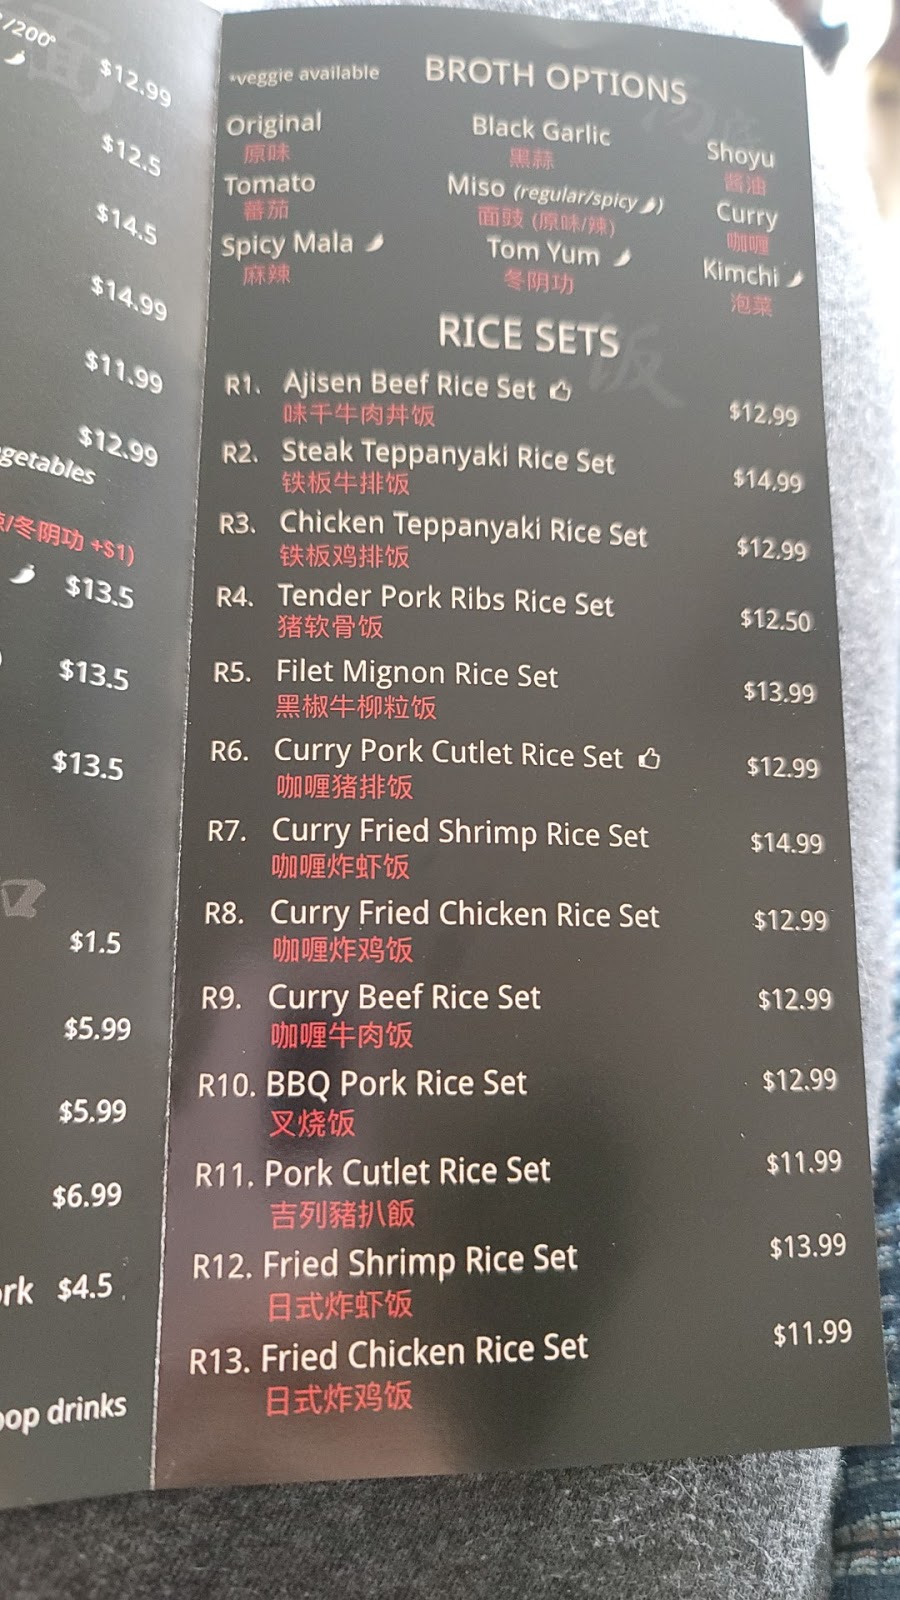 /200°
$12.99
$12.5
$14.5
$14.99
$11.99
$12.99
getables
/冬阴功 +$1)
$13.5
$13.5
$13.5
$1.5
$5.99
$5.99
$6.99
ork $4.5
pop drinks
*veggie available BROTH OPTIONS
Original Black Garlic Shoyu
原味 黑蒜 酱油
Tomato Miso (regular/spicy) Curry
蕃茄 面豉 (原味/辣) 咖喱
Spicy Mala Tom Yum Kimchi
麻辣 冬阴功 泡菜
RICE SETS
饭
R1. Ajisen Beef Rice Set $12.99
味千牛肉丼饭
R2. Steak Teppanyaki Rice Set $14.99
铁板牛排饭
R3. Chicken Teppanyaki Rice Set $12.99
铁板鸡排饭
R4. Tender Pork Ribs Rice Set $12.50
猪软骨饭
R5. Filet Mignon Rice Set $13.99
黑椒牛柳粒饭
R6. Curry Pork Cutlet Rice Set $12.99
咖喱猪排饭
R7. Curry Fried Shrimp Rice Set $14.99
咖喱炸虾饭
R8. Curry Fried Chicken Rice Set $12.99
咖喱炸鸡饭
R9. Curry Beef Rice Set $12.99
咖喱牛肉饭
R10. BBQ Pork Rice Set $12.99
叉烧饭
R11. Pork Cutlet Rice Set $11.99
吉列豬扒飯
R12. Fried Shrimp Rice Set $13.99
日式炸虾饭
R13. Fried Chicken Rice Set $11.99
日式炸鸡饭